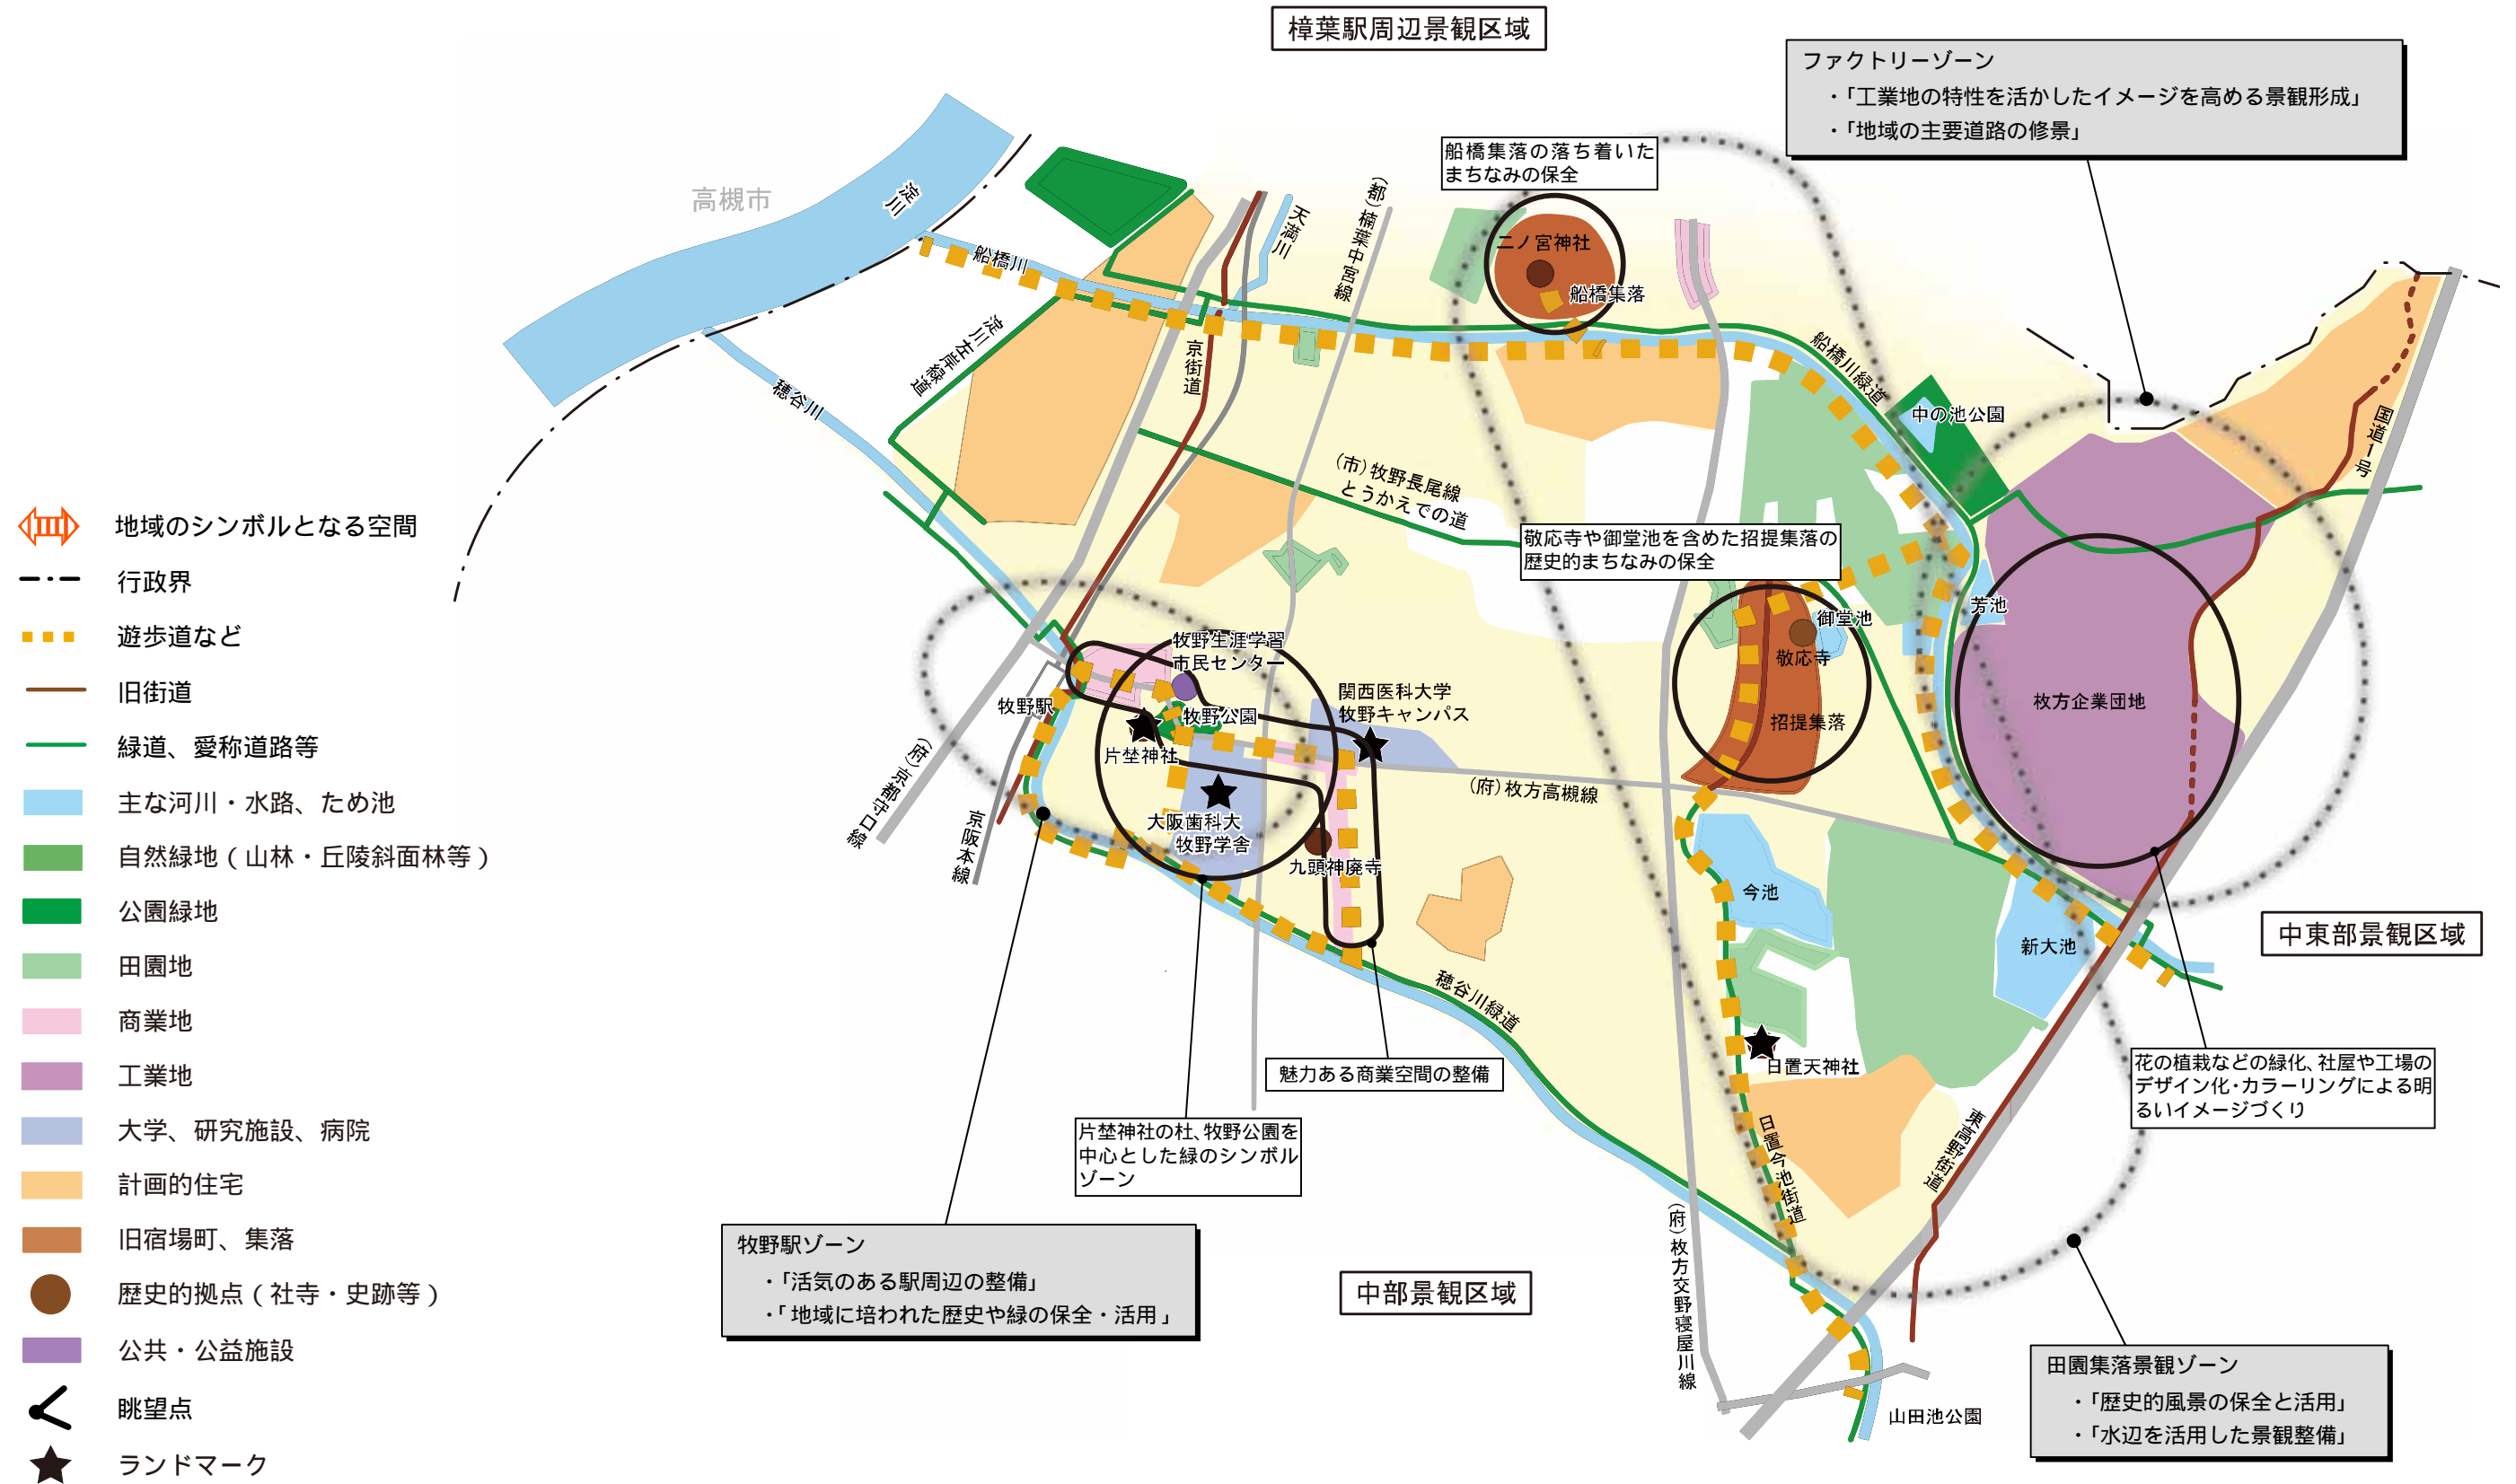 樟葉駅周辺景観区域
ファクトリーゾーン
・「工業地の特性を活かしたイメージを高める景観形成」
・「地域の主要道路の修景」
船橋集落の落ち着いた
まちなみの保全
高槻市
淀川
船橋川
天満川
(都)楠葉中宮線
二ノ宮神社
船橋集落
淀川左岸緑道
京街道
穂谷川
船橋川緑道
中の池公園
国道1号
(市)牧野長尾線
とうかえでの道
敬応寺や御堂池を含めた招提集落の
歴史的まちなみの保全
芳池
御堂池
敬応寺
招提集落
枚方企業団地
牧野生涯学習
市民センター
関西医科大学
牧野キャンパス
牧野駅
牧野公園
片埜神社
(府)京都守口線
京阪本線
大阪歯科大
牧野学舎
九頭神廃寺
(府)枚方高槻線
今池
新大池
中東部景観区域
穂谷川緑道
日置天神社
魅力ある商業空間の整備
花の植栽などの緑化、社屋や工場の
デザイン化・カラーリングによる明
るいイメージづくり
片埜神社の杜、牧野公園を
中心とした緑のシンボル
ゾーン
日置今池街道
東高野街道
(府)枚方交野寝屋川線
牧野駅ゾーン
・「活気のある駅周辺の整備」
・「地域に培われた歴史や緑の保全・活用」
中部景観区域
田園集落景観ゾーン
・「歴史的風景の保全と活用」
・「水辺を活用した景観整備」
山田池公園
地域のシンボルとなる空間
行政界
遊歩道など
旧街道
緑道、愛称道路等
主な河川・水路、ため池
自然緑地(山林・丘陵斜面林等)
公園緑地
田園地
商業地
工業地
大学、研究施設、病院
計画的住宅
旧宿場町、集落
歴史的拠点(社寺・史跡等)
公共・公益施設
眺望点
ランドマーク